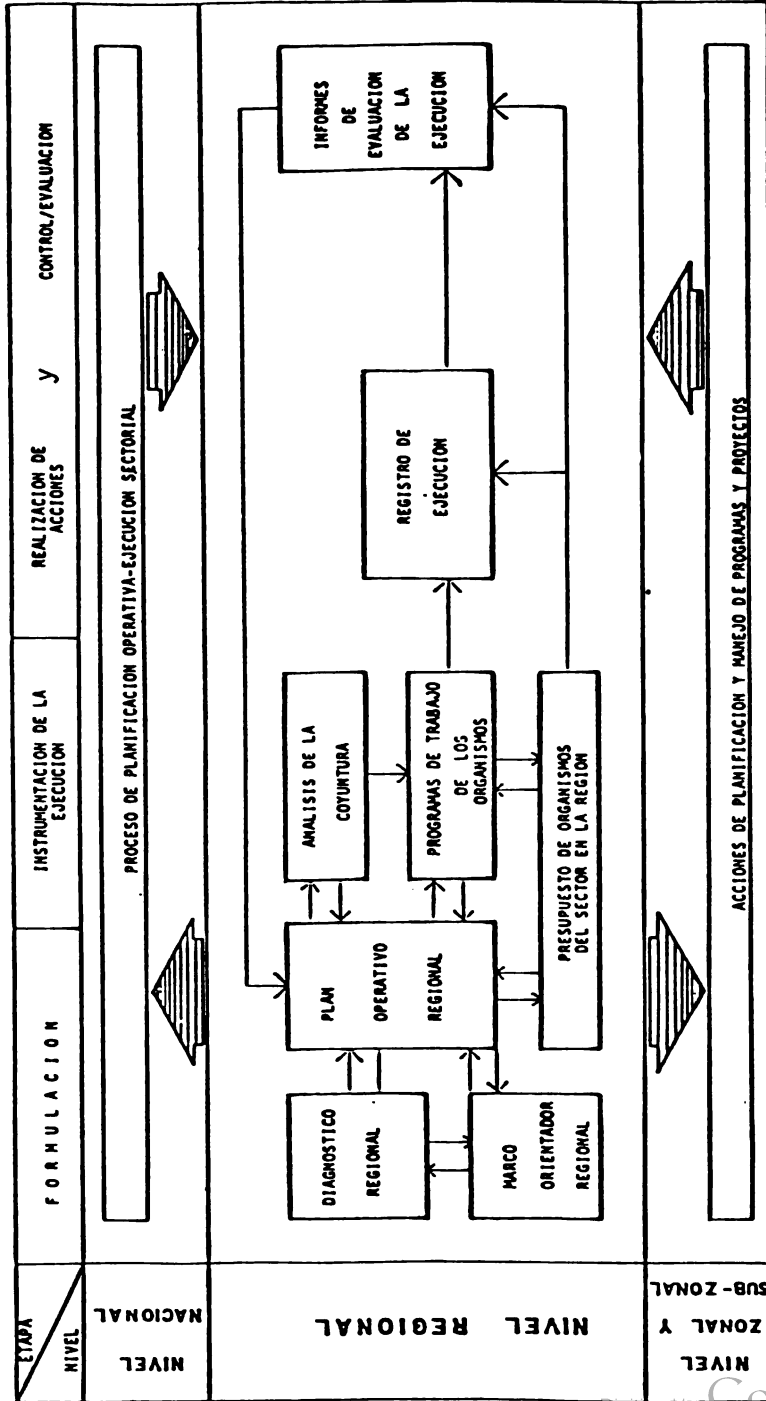 ETAPA
NIVEL
F O R M U L A C I O N
INSTRUMENTACION DE LA
EJECUCION
REALIZACION DE
ACCIONES
y
CONTROL/EVALUACION
NIVEL
NACIONAL
PROCESO DE PLANIFICACION OPERATIVA-EJECUCION SECTORIAL
NIVEL REGIONAL
DIAGNOSTICO
REGIONAL
MARCO
ORIENTADOR
REGIONAL
PLAN
OPERATIVO
REGIONAL
ANALISIS DE LA
COYUNTURA
PROGRAMAS DE TRABAJO
DE LOS
ORGANISMOS
PRESUPUESTO DE ORGANISMOS
DEL SECTOR EN LA REGION
REGISTRO DE
EJECUCION
INFORMES
DE
EVALUACION
DE LA
EJECUCION
NIVEL
ZONAL Y
SUB-ZONAL
ACCIONES DE PLANIFICACION Y MANEJO DE PROGRAMAS Y PROYECTOS